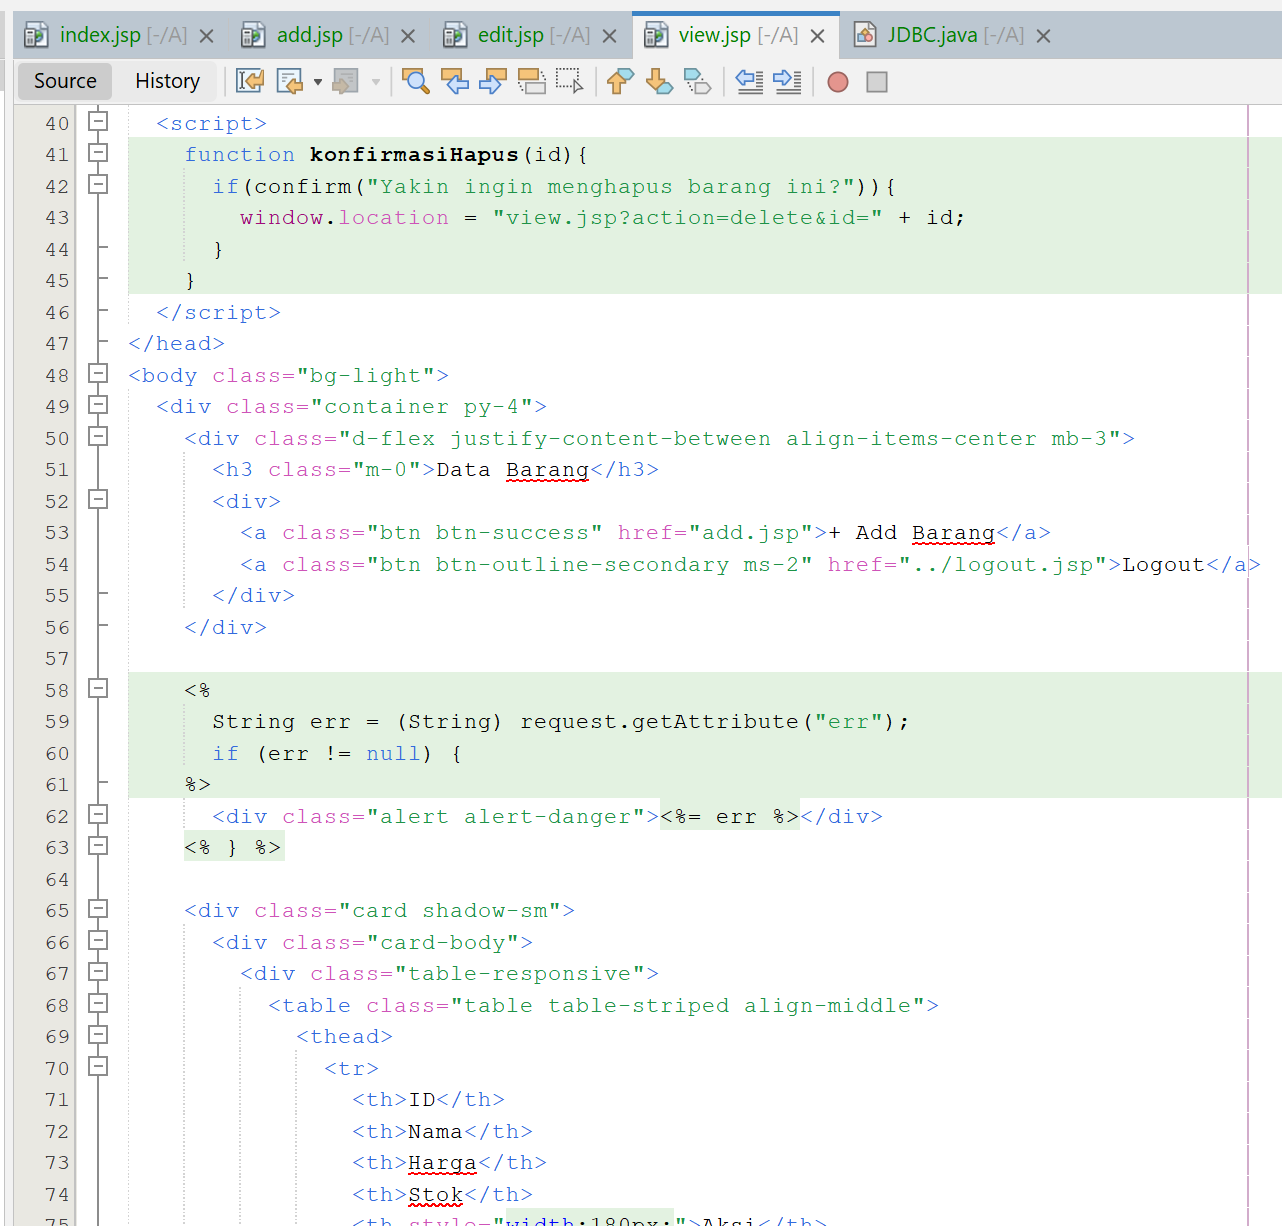 index.jsp [-/A] add.jsp [-/A] edit.jsp [-/A] view.jsp [-/A] JDBC.java [-/A]
Source History
40 <script>
41 function konfirmasiHapus(id){
42 if(confirm("Yakin ingin menghapus barang ini?")){
43 window.location = "view.jsp?action=delete&id=" + id;
44 }
45 }
46 </script>
47 </head>
48 <body class="bg-light">
49 <div class="container py-4">
50 <div class="d-flex justify-content-between align-items-center mb-3">
51 <h3 class="m-0">Data Barang</h3>
52 <div>
53 <a class="btn btn-success" href="add.jsp">+ Add Barang</a>
54 <a class="btn btn-outline-secondary ms-2" href="../logout.jsp">Logout</a>
55 </div>
56 </div>
57
58 <%
59 String err = (String) request.getAttribute("err");
60 if (err != null) {
61 %>
62 <div class="alert alert-danger"><%= err %></div>
63 <% } %>
64
65 <div class="card shadow-sm">
66 <div class="card-body">
67 <div class="table-responsive">
68 <table class="table table-striped align-middle">
69 <thead>
70 <tr>
71 <th>ID</th>
72 <th>Nama</th>
73 <th>Harga</th>
74 <th>Stok</th>
75 <th style="width:180px;">Aksi</th>